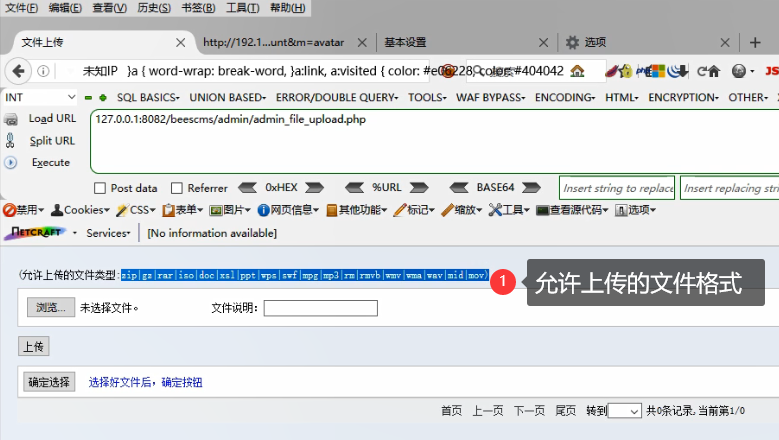 文件(F) 编辑(E) 查看(V) 历史(S) 书签(B) 工具(T) 帮助(H)
文件上传 http://192.1...unt&m=avatar 基本设置 选项
未知IP }a { word-wrap: break-word, }a:link, a:visited { color: #e06228, color: #404042
INT SQL BASICS UNION BASED ERROR/DOUBLE QUERY TOOLS WAF BYPASS ENCODING HTML ENCRYPTION OTHER
Load URL 127.0.0.1:8082/beescms/admin/admin_file_upload.php
Split URL
Execute
Post data Referrer 0xHEX %URL BASE64 Insert string to replace Insert replacing stri
禁用 Cookies CSS 表单 图片 网页信息 其他功能 标记 缩放 工具 查看源代码 选项
NETCRAFT Services [No information available]
(允许上传的文件类型:zip|gz|rar|iso|doc|xsl|ppt|wps|swf|mpg|mp3|rm|rmvb|wmv|wma|wav|mid|mov) 1 允许上传的文件格式
浏览... 未选择文件。 文件说明:
上传
确定选择 选择好文件后，确定按钮
首页 上一页 下一页 尾页 转到 共0条记录,当前第1/0